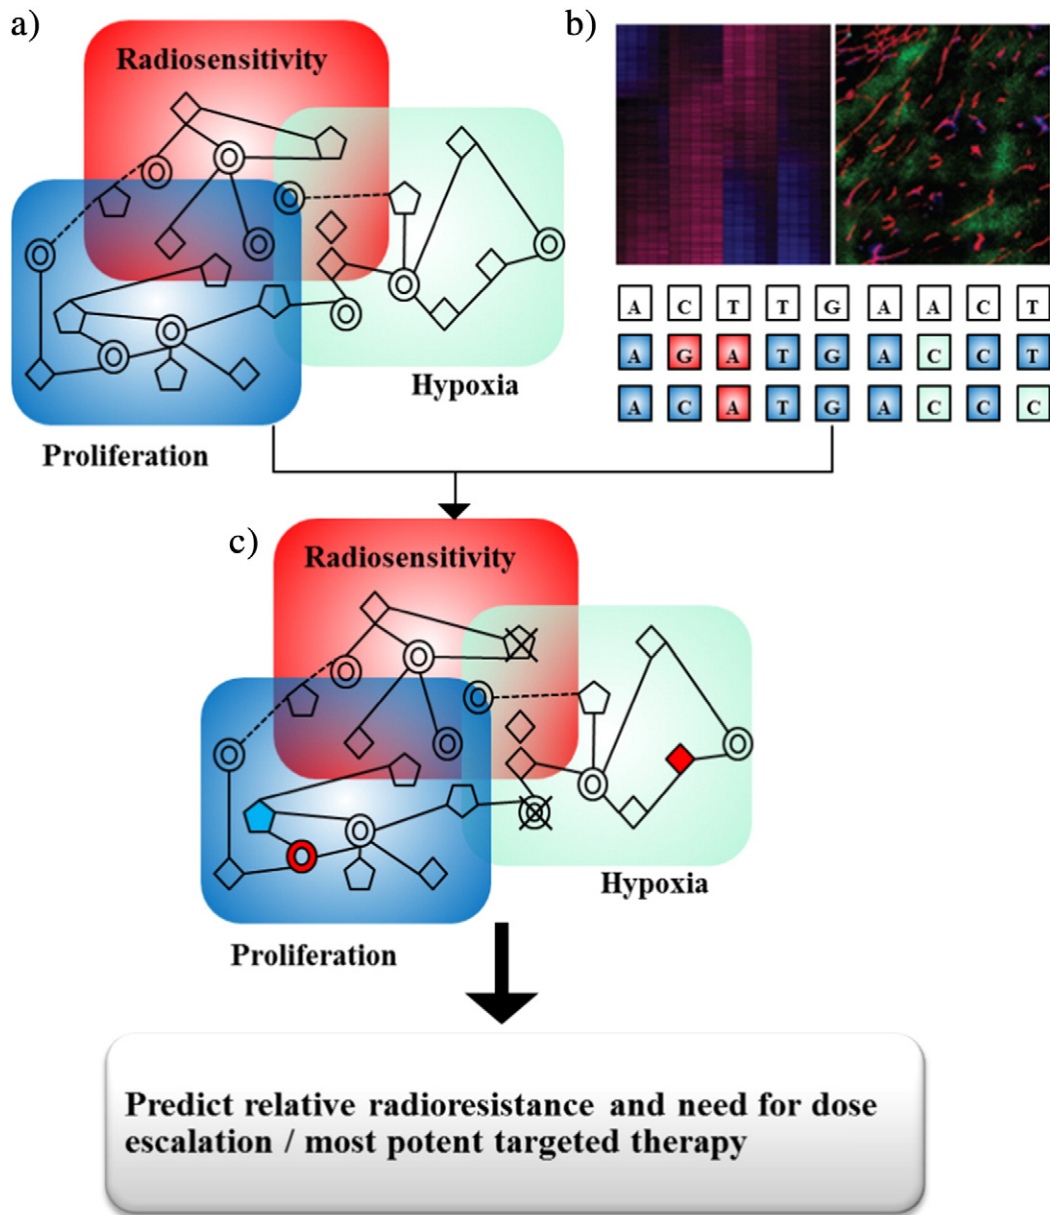 a)
Radiosensitivity
Hypoxia
Proliferation
b)
A C T T G A A C T
A G A T G A C C T
A C A T G A C C C
c)
Radiosensitivity
Hypoxia
Proliferation
Predict relative radioresistance and need for dose
escalation / most potent targeted therapy